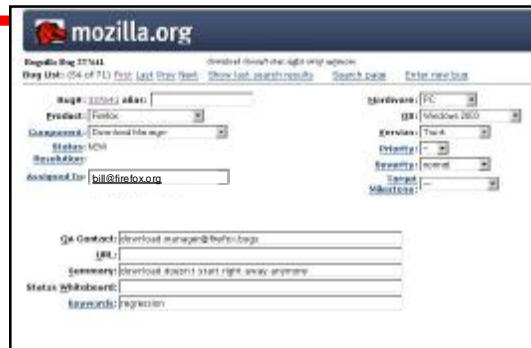 mozilla.org
Bugzilla Bug download doesn't start right away anymore
Bug List: (54 of 71) First Last Prev Next Show last search results Search page Enter new bug
Bug#: alias: Hardware: PC
Product: Firefox OS: Windows 2000
Component: Download Manager Version: Trunk
Status: NEW Priority: --
Resolution: Severity: normal
Assigned To: bill@firefox.org Target Milestone: ---
QA Contact: download.manager@firefox.bugs
URL:
Summary: download doesn't start right away anymore
Status Whiteboard:
Keywords: regression